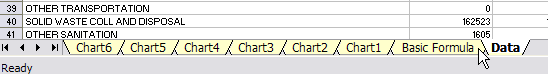 39 OTHER TRANSPORTATION 0
40 SOLID WASTE COLL AND DISPOSAL 162523
41 OTHER SANITATION 1605
Chart6 Chart5 Chart4 Chart3 Chart2 Chart1 Basic Formula Data
Ready